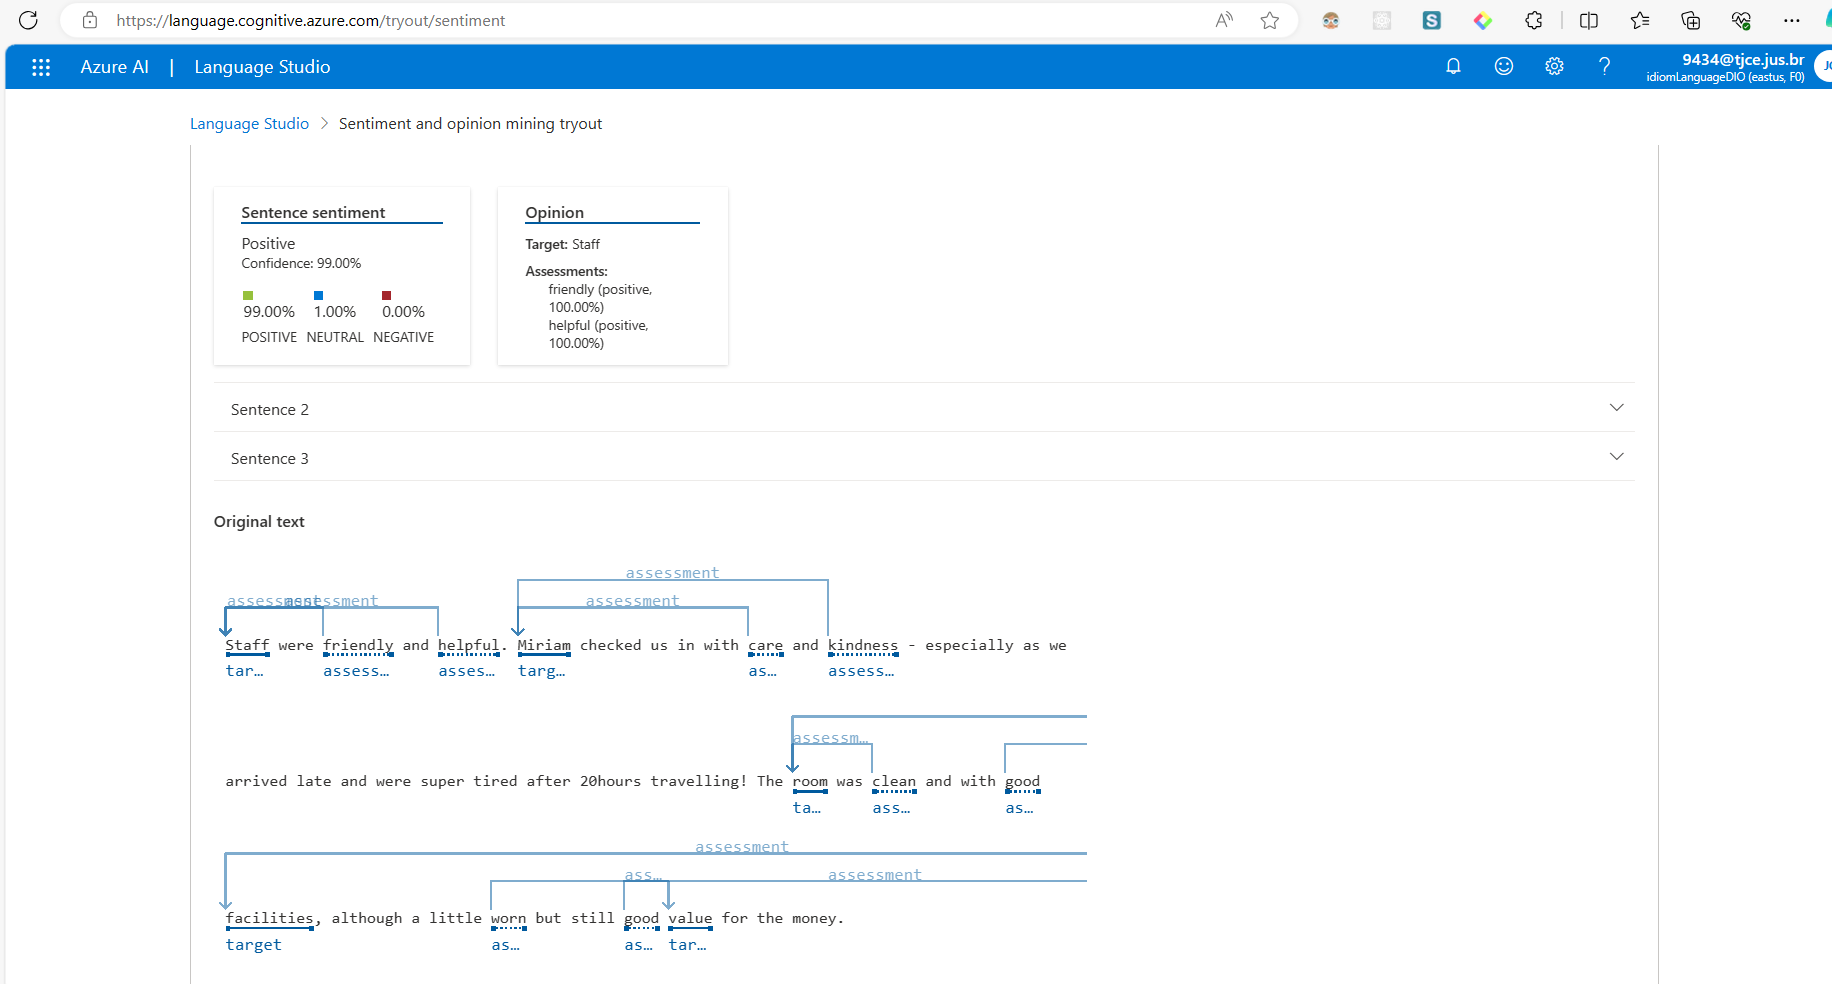 https://language.cognitive.azure.com/tryout/sentiment
Azure AI | Language Studio
9434@tjce.jus.br
idiomLanguageDIO (eastus, F0)
Language Studio > Sentiment and opinion mining tryout
Sentence sentiment
Positive
Confidence: 99.00%
99.00% 1.00% 0.00%
POSITIVE NEUTRAL NEGATIVE
Opinion
Target: Staff
Assessments:
friendly (positive,
100.00%)
helpful (positive,
100.00%)
Sentence 2
Sentence 3
Original text
assessment
assessment assessment assessment
Staff were friendly and helpful. Miriam checked us in with care and kindness - especially as we
tar... assess... asses... targ... as... assess...
assessm...
arrived late and were super tired after 20hours travelling! The room was clean and with good
ta... ass... as...
assessment
ass... assessment
facilities, although a little worn but still good value for the money.
target as... as... tar...